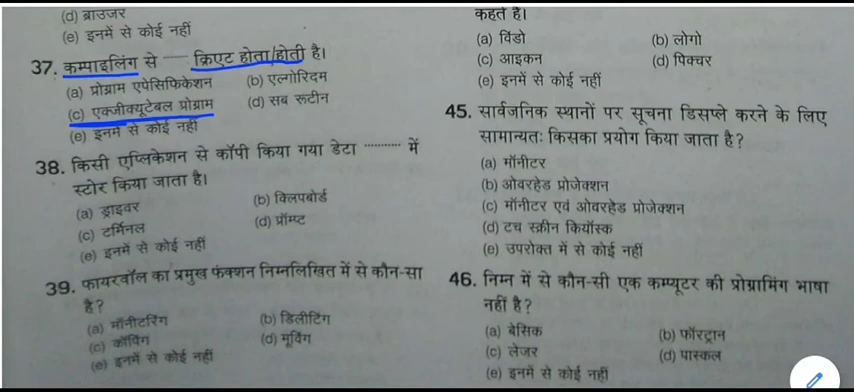 (d) ब्राउजर
(e) इनमें से कोई नहीं
37. कम्पाइलिंग से ........ क्रिएट होता/होती है।
(a) प्रोग्राम एपेसिफिकेशन (b) एल्गोरिदम
(c) एक्जीक्यूटेबल प्रोग्राम (d) सब रूटीन
(e) इनमें से कोई नहीं
38. किसी एप्लिकेशन से कॉपी किया गया डेटा .......... में
स्टोर किया जाता है।
(a) ड्राइवर (b) क्लिपबोर्ड
(c) टर्मिनल (d) प्रॉम्प्ट
(e) इनमें से कोई नहीं
39. फायरवॉल का प्रमुख फंक्शन निम्नलिखित में से कौन-सा
है?
(a) मॉनीटरिंग (b) डिलीटिंग
(c) कॉपिंग (d) मूविंग
(e) इनमें से कोई नहीं
कहते हैं।
(a) विंडो (b) लोगो
(c) आइकन (d) पिक्चर
(e) इनमें से कोई नहीं
45. सार्वजनिक स्थानों पर सूचना डिसप्ले करने के लिए
सामान्यतः किसका प्रयोग किया जाता है?
(a) मॉनीटर
(b) ओवरहेड प्रोजेक्शन
(c) मॉनीटर एवं ओवरहेड प्रोजेक्शन
(d) टच स्क्रीन कियॉस्क
(e) उपरोक्त में से कोई नहीं
46. निम्न में से कौन-सी एक कम्प्यूटर की प्रोग्रामिंग भाषा
नहीं है?
(a) बेसिक (b) फॉरट्रान
(c) लेजर (d) पास्कल
(e) इनमें से कोई नहीं